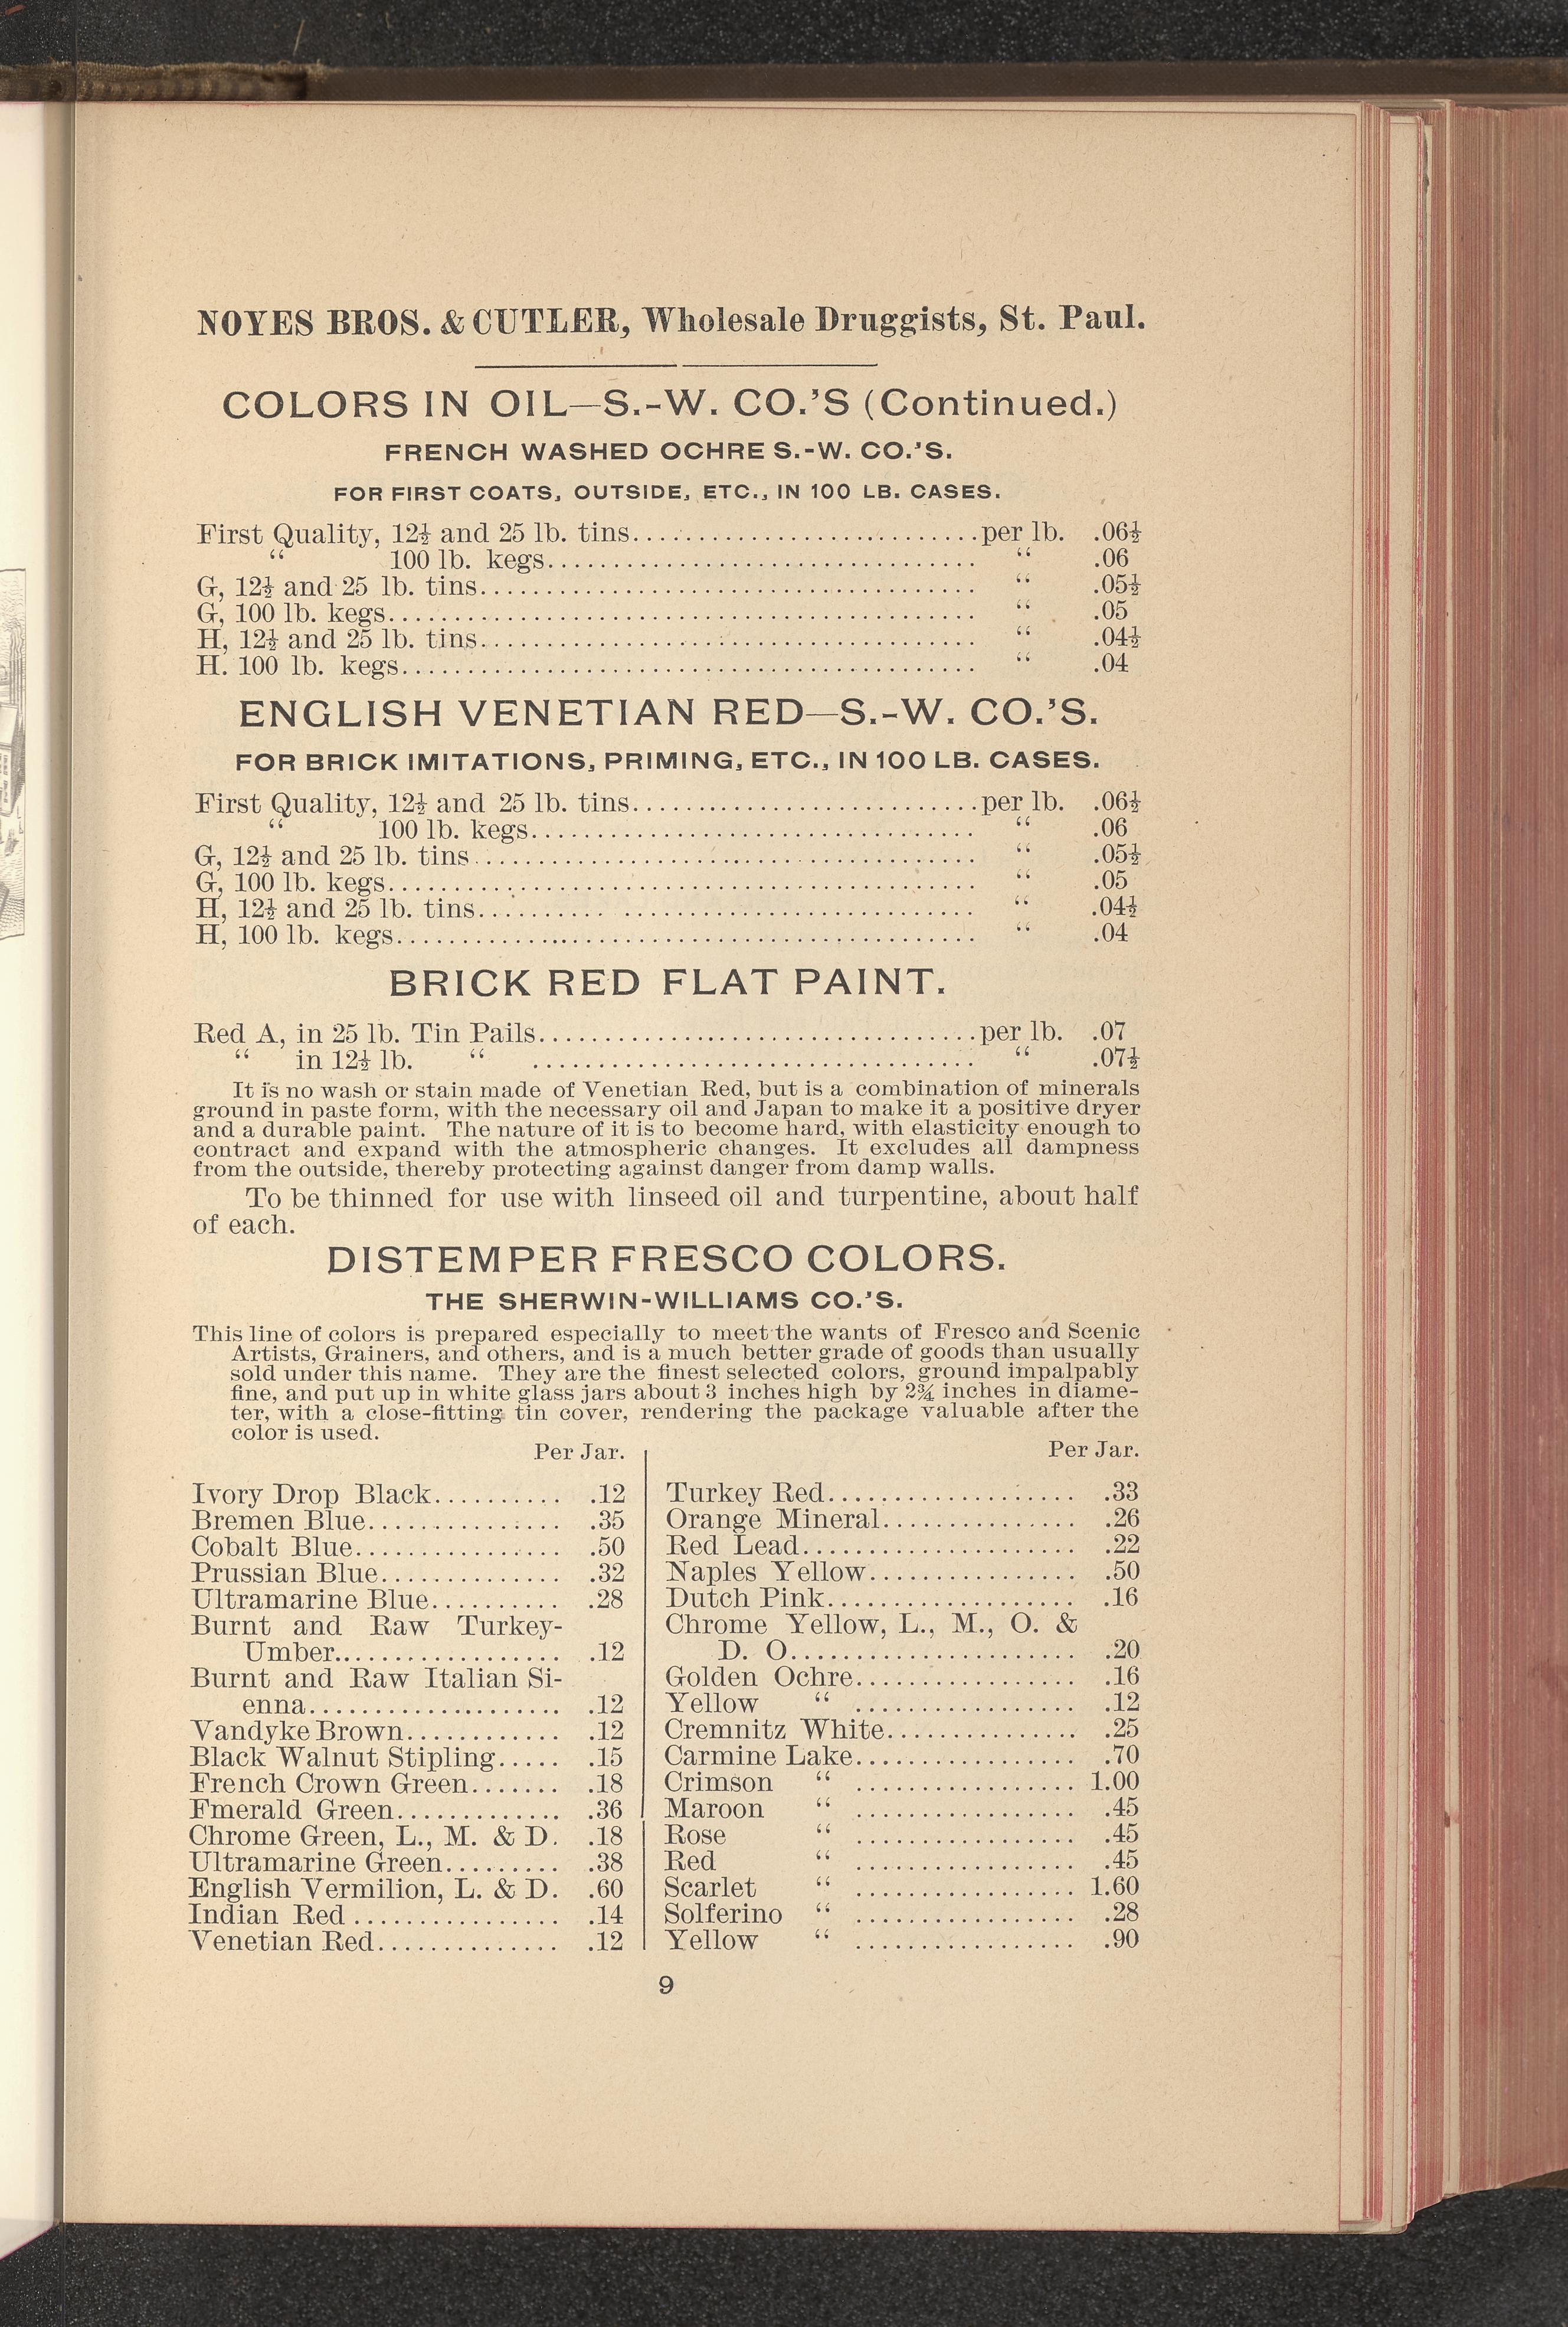 NOYES BROS. & CUTLER, Wholesale Druggists, St. Paul.
COLORS IN OIL—S.-W. CO.'S (Continued.)
FRENCH WASHED OCHRE S.-W. CO.'S.
FOR FIRST COATS, OUTSIDE, ETC., IN 100 LB. CASES.
First Quality, 12½ and 25 lb. tins..........................per lb. .06½
“ 100 lb. kegs................................ “ .06
G, 12½ and 25 lb. tins..................................... “ .05½
G, 100 lb. kegs............................................ “ .05
H, 12½ and 25 lb. tins..................................... “ .04½
H. 100 lb. kegs............................................ “ .04
ENGLISH VENETIAN RED—S.-W. CO.'S.
FOR BRICK IMITATIONS, PRIMING, ETC., IN 100 LB. CASES.
First Quality, 12½ and 25 lb. tins..........................per lb. .06½
“ 100 lb. kegs................................. “ .06
G, 12½ and 25 lb. tins...................................... “ .05½
G, 100 lb. kegs............................................ “ .05
H, 12½ and 25 lb. tins..................................... “ .04½
H, 100 lb. kegs............................................ “ .04
BRICK RED FLAT PAINT.
Red A, in 25 lb. Tin Pails.................................per lb. .07
“ in 12½ lb. “ ................................. “ .07½
It is no wash or stain made of Venetian Red, but is a combination of minerals
ground in paste form, with the necessary oil and Japan to make it a positive dryer
and a durable paint. The nature of it is to become hard, with elasticity enough to
contract and expand with the atmospheric changes. It excludes all dampness
from the outside, thereby protecting against danger from damp walls.
To be thinned for use with linseed oil and turpentine, about half
of each.
DISTEMPER FRESCO COLORS.
THE SHERWIN-WILLIAMS CO.'S.
This line of colors is prepared especially to meet the wants of Fresco and Scenic
Artists, Grainers, and others, and is a much better grade of goods than usually
sold under this name. They are the finest selected colors, ground impalpably
fine, and put up in white glass jars about 3 inches high by 2¾ inches in diame-
ter, with a close-fitting tin cover, rendering the package valuable after the
color is used.
Per Jar.
Ivory Drop Black.......... .12
Bremen Blue............... .35
Cobalt Blue................ .50
Prussian Blue.............. .32
Ultramarine Blue.......... .28
Burnt and Raw Turkey-
Umber.................. .12
Burnt and Raw Italian Si-
enna.................... .12
Vandyke Brown............ .12
Black Walnut Stipling..... .15
French Crown Green....... .18
Fmerald Green............. .36
Chrome Green, L., M. & D. .18
Ultramarine Green......... .38
English Vermilion, L. & D. .60
Indian Red ................ .14
Venetian Red.............. .12
Per Jar.
Turkey Red................... .33
Orange Mineral............... .26
Red Lead..................... .22
Naples Yellow................ .50
Dutch Pink................... .16
Chrome Yellow, L., M., O. &
D. O...................... .20
Golden Ochre................. .16
Yellow “ ................. .12
Cremnitz White............... .25
Carmine Lake................. .70
Crimson “ ................. 1.00
Maroon “ ................. .45
Rose “ ................. .45
Red “ ................. .45
Scarlet “ ................. 1.60
Solferino “ ................. .28
Yellow “ ................. .90
9